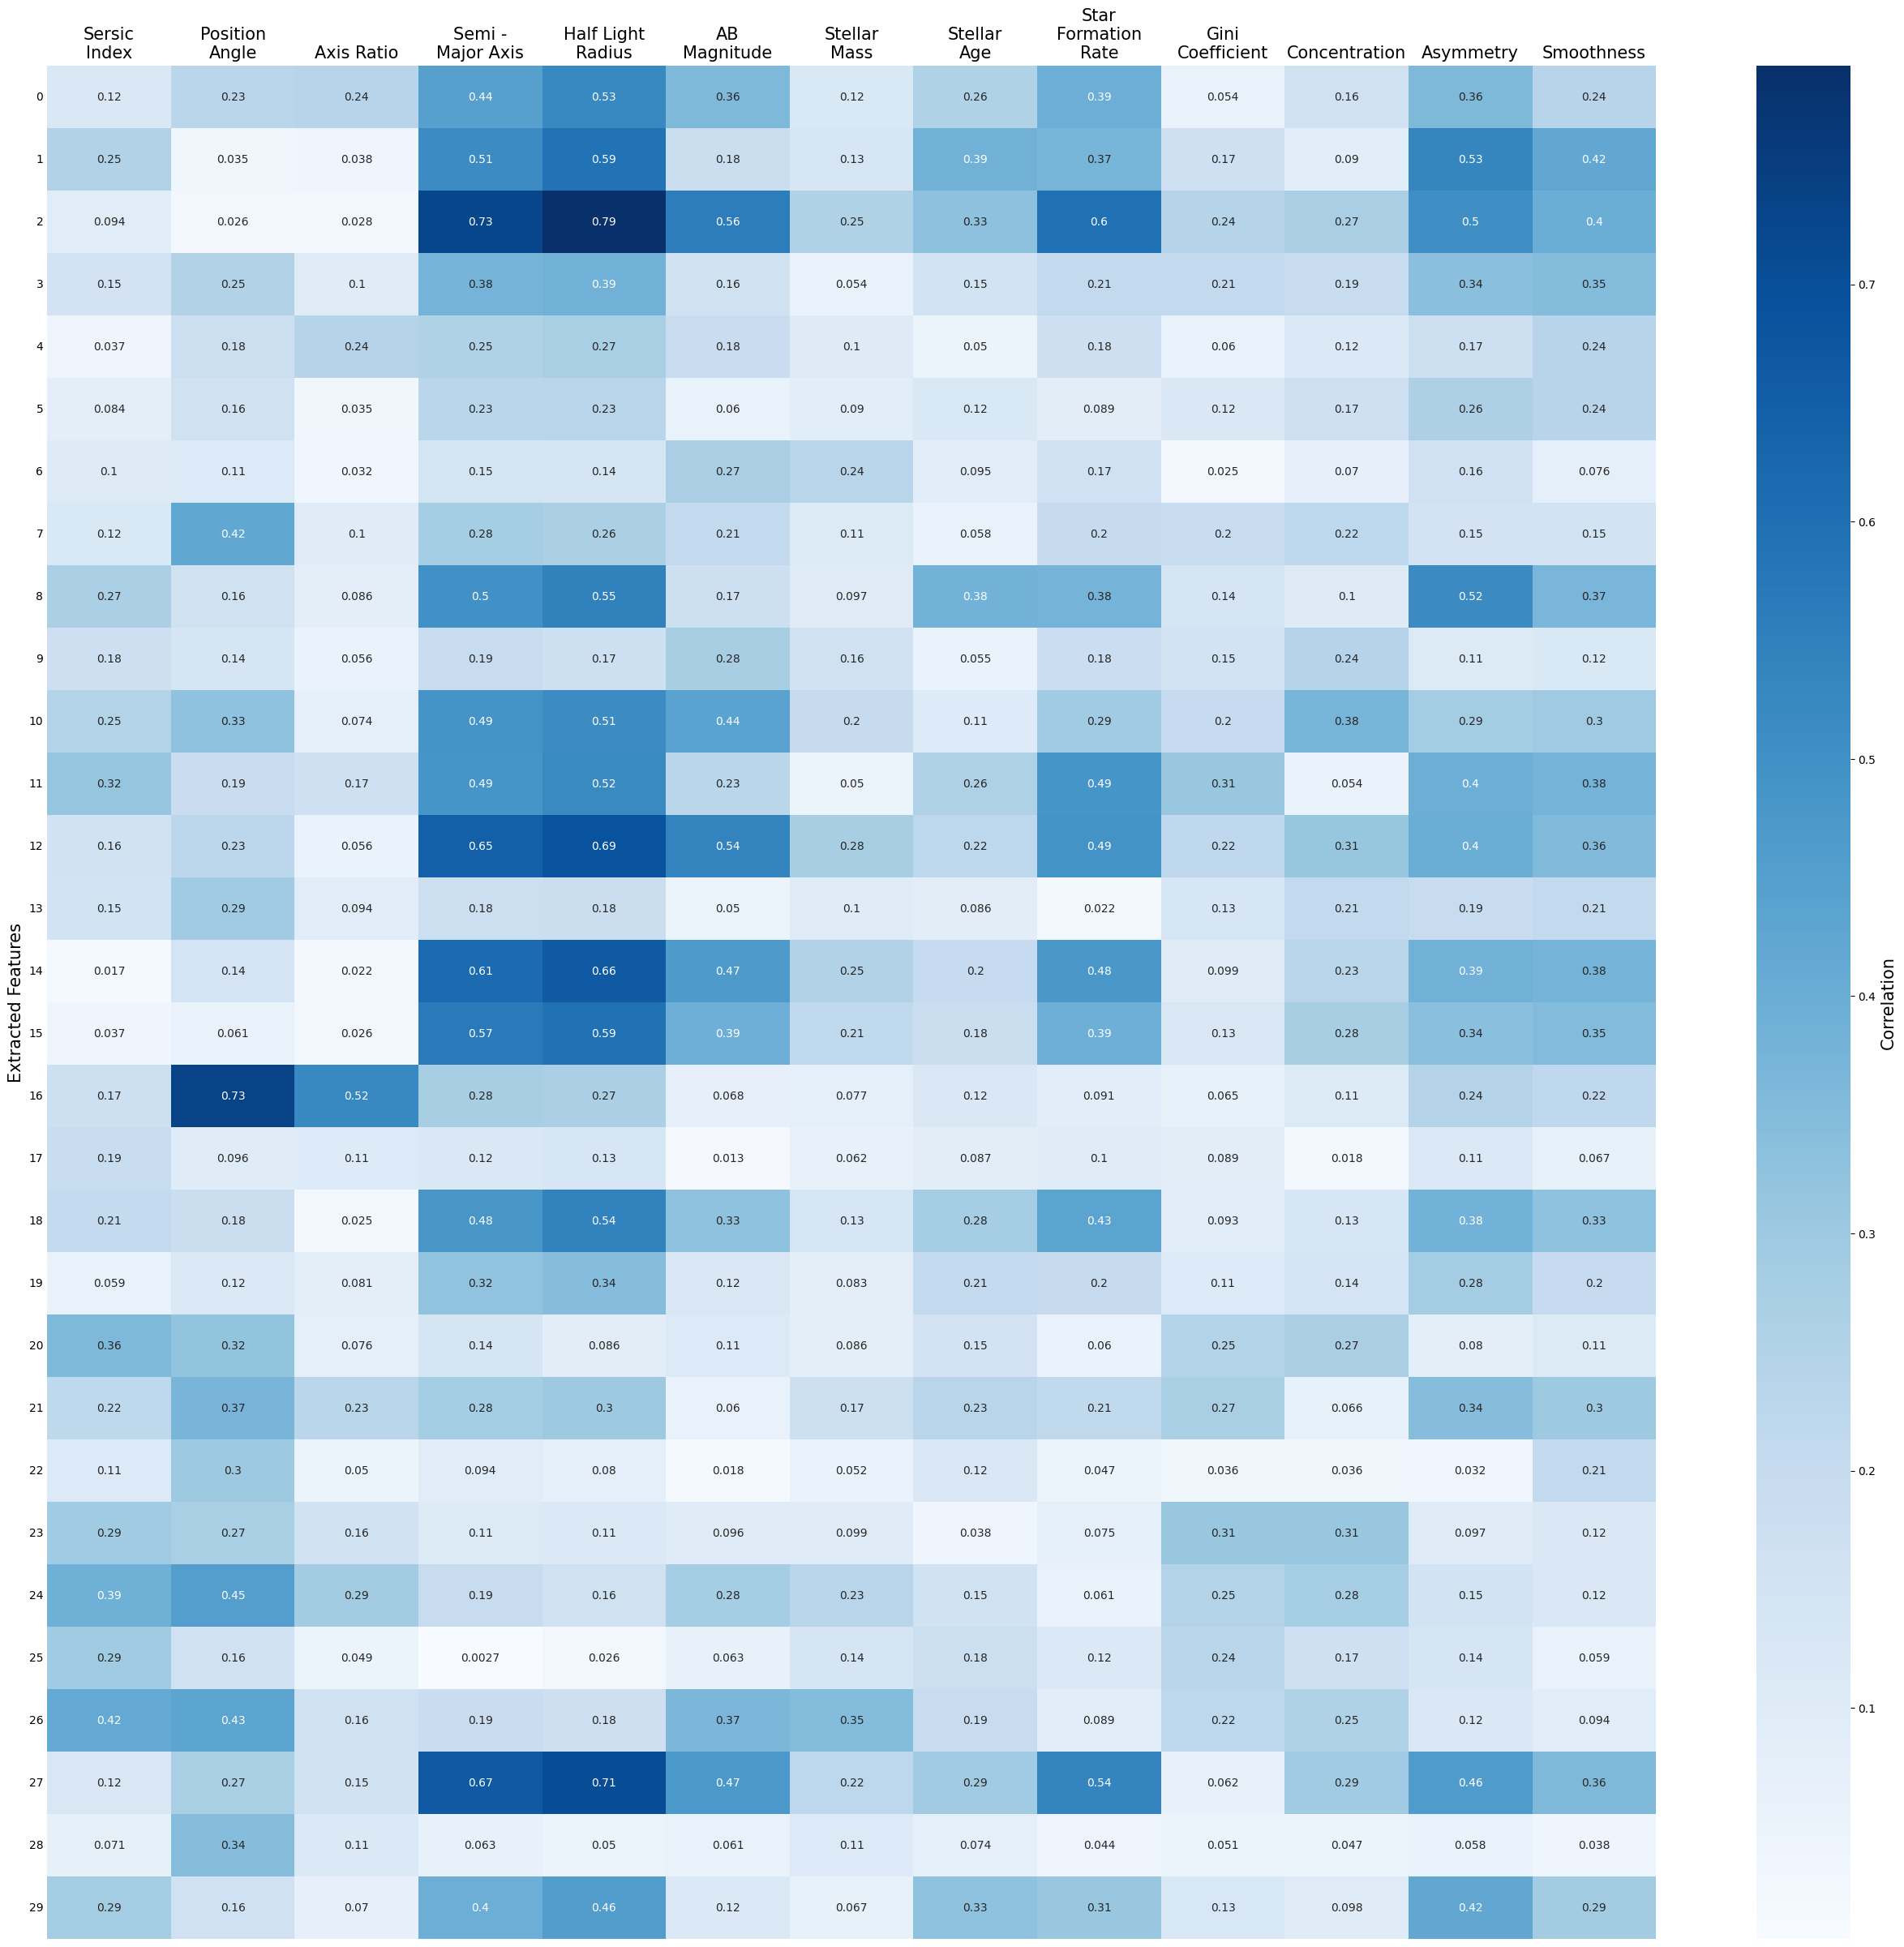 Star
Sersic Position Semi - Half Light AB Stellar Stellar Formation Gini
Index Angle Axis Ratio Major Axis Radius Magnitude Mass Age Rate Coefficient Concentration Asymmetry Smoothness
0 0.12 0.23 0.24 0.44 0.53 0.36 0.12 0.26 0.39 0.054 0.16 0.36 0.24
1 0.25 0.035 0.038 0.51 0.59 0.18 0.13 0.39 0.37 0.17 0.09 0.53 0.42
2 0.094 0.026 0.028 0.73 0.79 0.56 0.25 0.33 0.6 0.24 0.27 0.5 0.4
3 0.15 0.25 0.1 0.38 0.39 0.16 0.054 0.15 0.21 0.21 0.19 0.34 0.35
0.7
4 0.037 0.18 0.24 0.25 0.27 0.18 0.1 0.05 0.18 0.06 0.12 0.17 0.24
5 0.084 0.16 0.035 0.23 0.23 0.06 0.09 0.12 0.089 0.12 0.17 0.26 0.24
6 0.1 0.11 0.032 0.15 0.14 0.27 0.24 0.095 0.17 0.025 0.07 0.16 0.076
0.6
7 0.12 0.42 0.1 0.28 0.26 0.21 0.11 0.058 0.2 0.2 0.22 0.15 0.15
8 0.27 0.16 0.086 0.5 0.55 0.17 0.097 0.38 0.38 0.14 0.1 0.52 0.37
9 0.18 0.14 0.056 0.19 0.17 0.28 0.16 0.055 0.18 0.15 0.24 0.11 0.12
10 0.25 0.33 0.074 0.49 0.51 0.44 0.2 0.11 0.29 0.2 0.38 0.29 0.3
0.5
11 0.32 0.19 0.17 0.49 0.52 0.23 0.05 0.26 0.49 0.31 0.054 0.4 0.38
12 0.16 0.23 0.056 0.65 0.69 0.54 0.28 0.22 0.49 0.22 0.31 0.4 0.36
13 0.15 0.29 0.094 0.18 0.18 0.05 0.1 0.086 0.022 0.13 0.21 0.19 0.21
14 0.017 0.14 0.022 0.61 0.66 0.47 0.25 0.2 0.48 0.099 0.23 0.39 0.38
0.4
Extracted Features
Correlation
15 0.037 0.061 0.026 0.57 0.59 0.39 0.21 0.18 0.39 0.13 0.28 0.34 0.35
16 0.17 0.73 0.52 0.28 0.27 0.068 0.077 0.12 0.091 0.065 0.11 0.24 0.22
17 0.19 0.096 0.11 0.12 0.13 0.013 0.062 0.087 0.1 0.089 0.018 0.11 0.067
18 0.21 0.18 0.025 0.48 0.54 0.33 0.13 0.28 0.43 0.093 0.13 0.38 0.33
0.3
19 0.059 0.12 0.081 0.32 0.34 0.12 0.083 0.21 0.2 0.11 0.14 0.28 0.2
20 0.36 0.32 0.076 0.14 0.086 0.11 0.086 0.15 0.06 0.25 0.27 0.08 0.11
21 0.22 0.37 0.23 0.28 0.3 0.06 0.17 0.23 0.21 0.27 0.066 0.34 0.3
22 0.11 0.3 0.05 0.094 0.08 0.018 0.052 0.12 0.047 0.036 0.036 0.032 0.21
0.2
23 0.29 0.27 0.16 0.11 0.11 0.096 0.099 0.038 0.075 0.31 0.31 0.097 0.12
24 0.39 0.45 0.29 0.19 0.16 0.28 0.23 0.15 0.061 0.25 0.28 0.15 0.12
25 0.29 0.16 0.049 0.0027 0.026 0.063 0.14 0.18 0.12 0.24 0.17 0.14 0.059
26 0.42 0.43 0.16 0.19 0.18 0.37 0.35 0.19 0.089 0.22 0.25 0.12 0.094
0.1
27 0.12 0.27 0.15 0.67 0.71 0.47 0.22 0.29 0.54 0.062 0.29 0.46 0.36
28 0.071 0.34 0.11 0.063 0.05 0.061 0.11 0.074 0.044 0.051 0.047 0.058 0.038
29 0.29 0.16 0.07 0.4 0.46 0.12 0.067 0.33 0.31 0.13 0.098 0.42 0.29